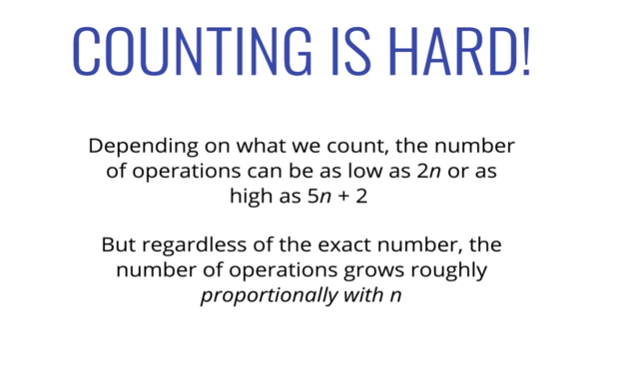 COUNTING IS HARD!
Depending on what we count, the number
of operations can be as low as 2n or as
high as 5n + 2
But regardless of the exact number, the
number of operations grows roughly
proportionally with n